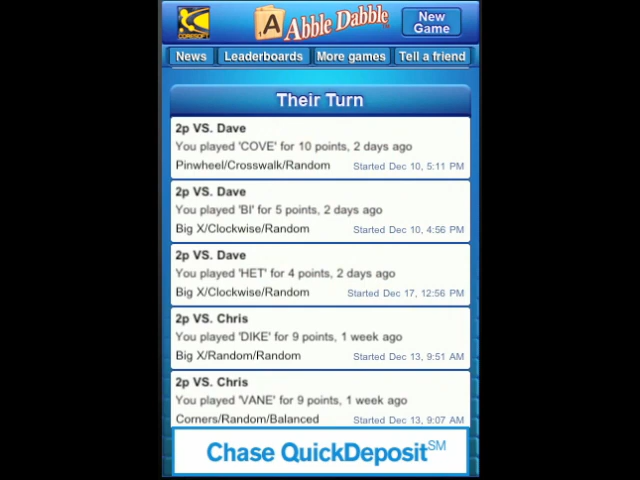 CORESOFT
A Abble Dabble
New
Game
News
Leaderboards
More games
Tell a friend
Their Turn
2p VS. Dave
You played 'COVE' for 10 points, 2 days ago
Pinwheel/Crosswalk/Random
Started Dec 10, 5:11 PM
2p VS. Dave
You played 'BI' for 5 points, 2 days ago
Big X/Clockwise/Random
Started Dec 10, 4:56 PM
2p VS. Dave
You played 'HET' for 4 points, 2 days ago
Big X/Clockwise/Random
Started Dec 17, 12:56 PM
2p VS. Chris
You played 'DIKE' for 9 points, 1 week ago
Big X/Random/Random
Started Dec 13, 9:51 AM
2p VS. Chris
You played 'VANE' for 9 points, 1 week ago
Corners/Random/Balanced
Started Dec 13, 9:07 AM
Chase QuickDeposit℠